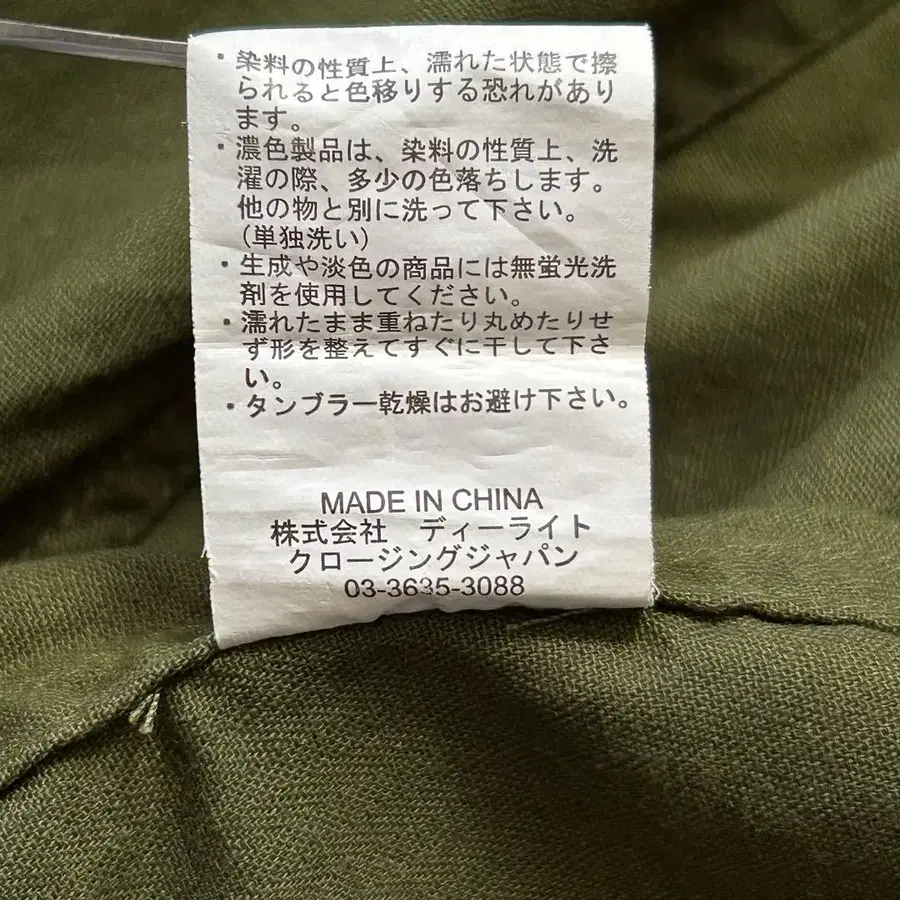 ・染料の性質上、濡れた状態で擦
られると色移りする恐れがあり
ます。
・濃色製品は、染料の性質上、洗
濯の際、多少の色落ちします。
他の物と別に洗って下さい。
(単独洗い)
・生成や淡色の商品には無蛍光洗
剤を使用してください。
・濡れたまま重ねたり丸めたりせ
ず形を整えてすぐに干して下さ
い。
・タンブラー乾燥はお避け下さい。
MADE IN CHINA
株式会社 ディーライト
クロージングジャパン
03-3635-3088